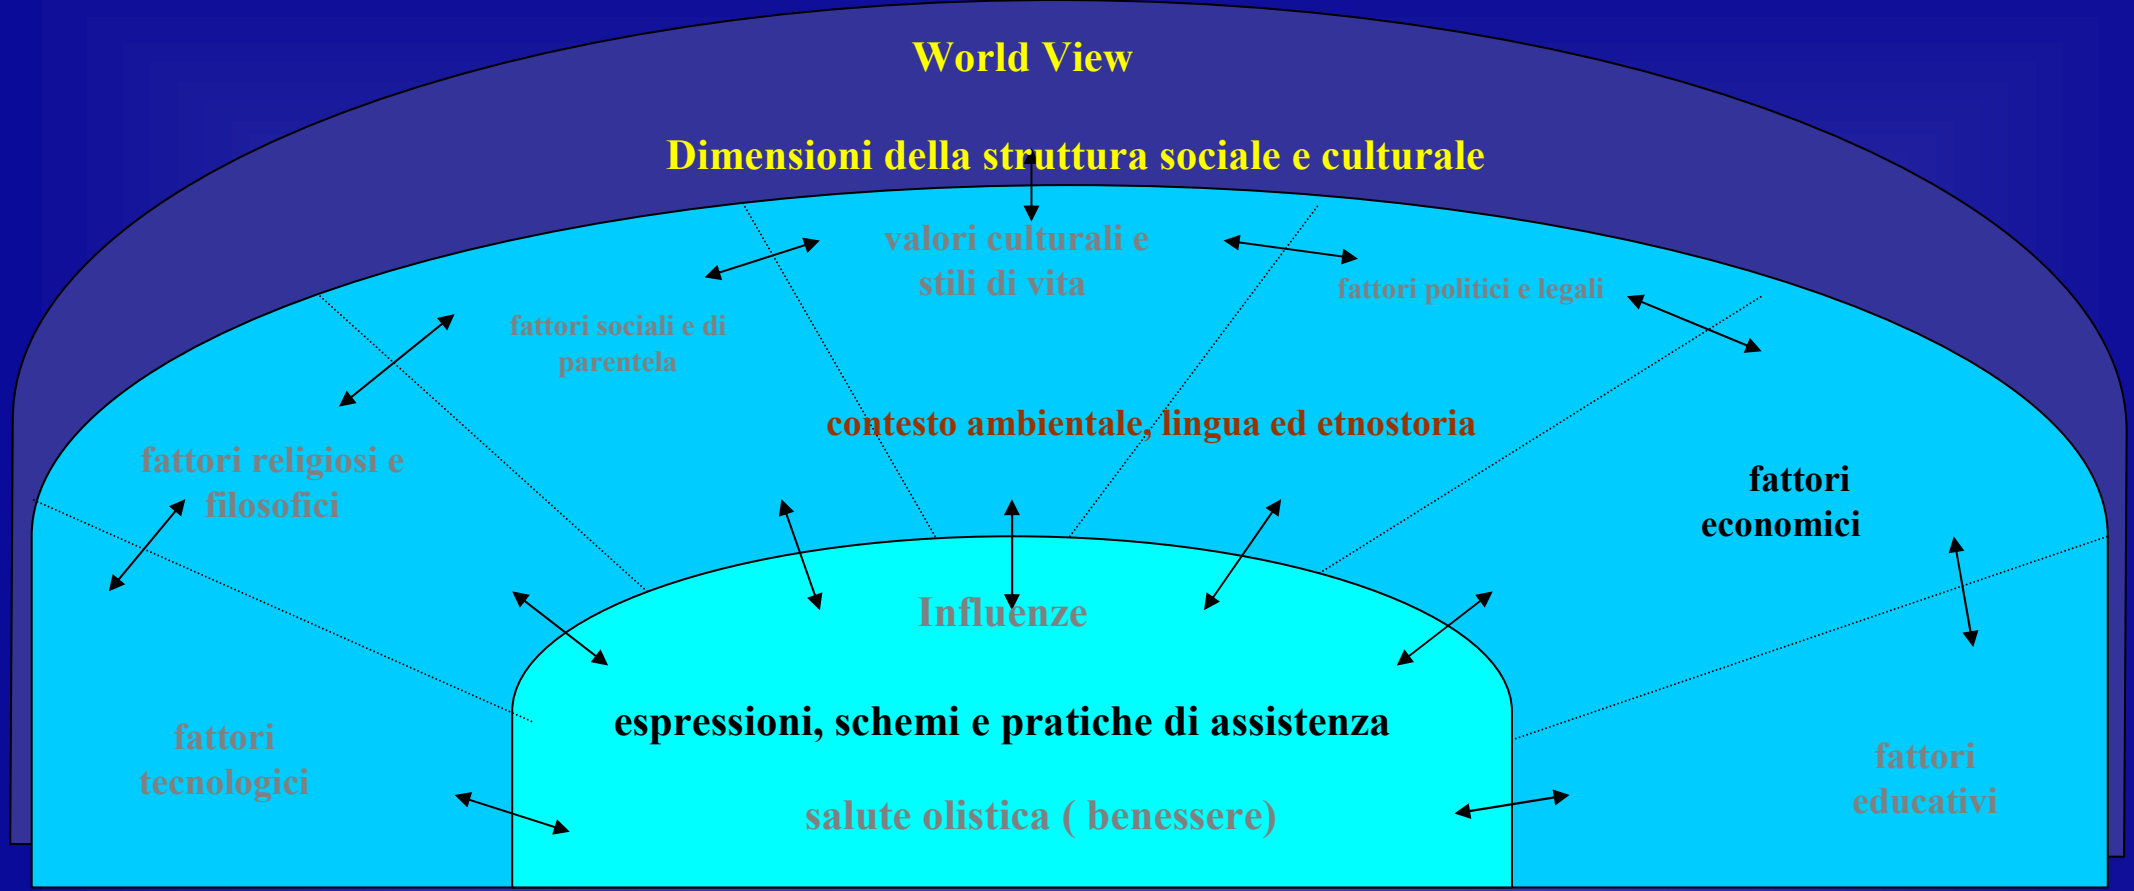 World View
Dimensioni della struttura sociale e culturale
valori culturali e
stili di vita
fattori politici e legali
fattori sociali e di
parentela
contesto ambientale, lingua ed etnostoria
fattori religiosi e
filosofici
fattori
economici
Influenze
espressioni, schemi e pratiche di assistenza
fattori
tecnologici
fattori
educativi
salute olistica ( benessere)